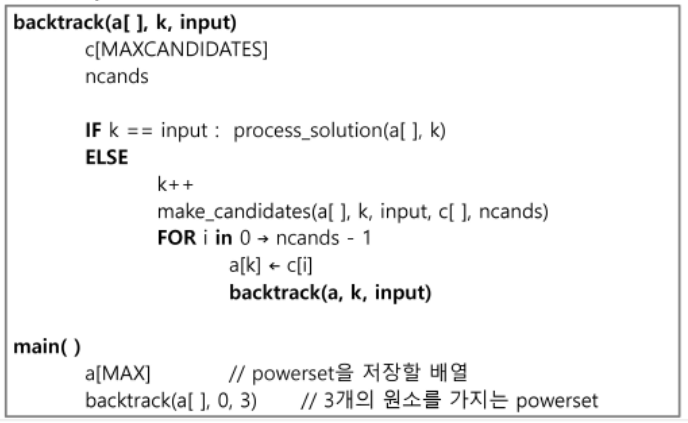 backtrack(a[ ], k, input)
c[MAXCANDIDATES]
ncands
IF k == input : process_solution(a[ ], k)
ELSE
k++
make_candidates(a[ ], k, input, c[ ], ncands)
FOR i in 0 → ncands - 1
a[k] ← c[i]
backtrack(a, k, input)
main( )
a[MAX] // powerset을 저장할 배열
backtrack(a[ ], 0, 3) // 3개의 원소를 가지는 powerset